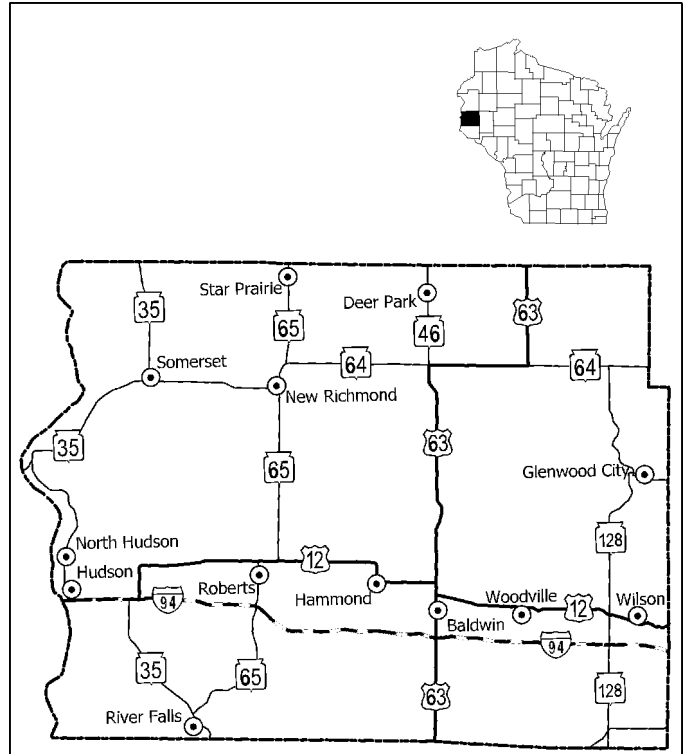 Star Prairie
Deer Park
35
65
46
63
Somerset
64
64
New Richmond
35
65
63
Glenwood City
North Hudson
12
128
Hudson
Roberts
Hammond
Woodville
Wilson
94
12
Baldwin
94
35
65
63
128
River Falls